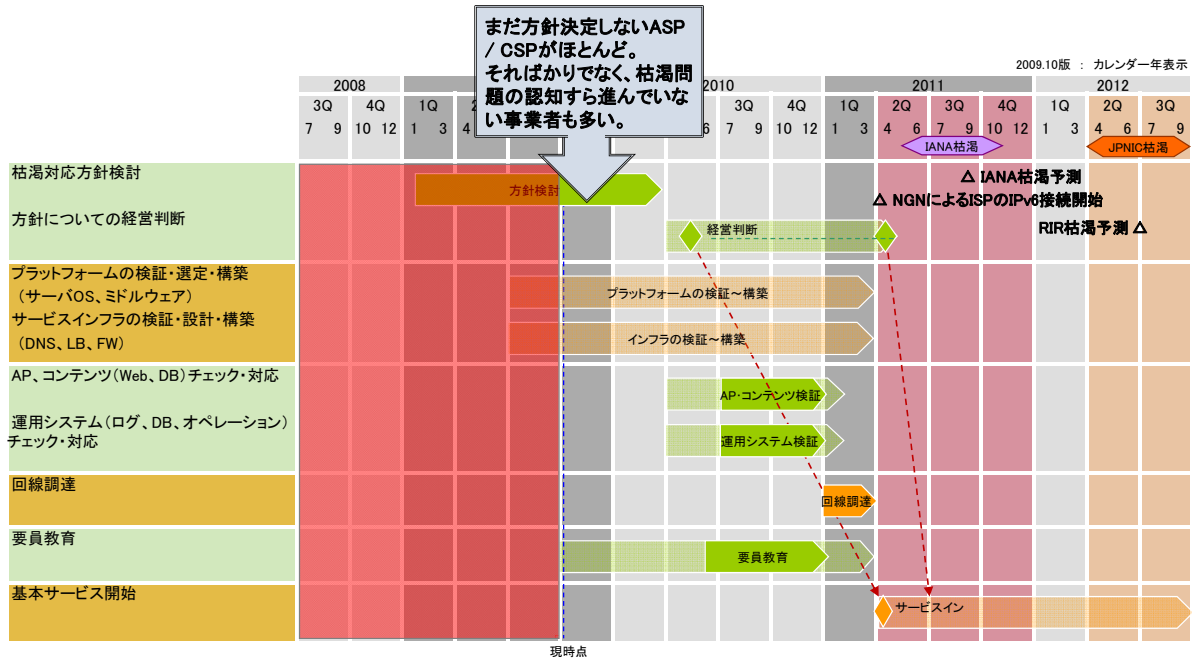 まだ方針決定しないASP
/ CSPがほとんど。
そればかりでなく、枯渇問
題の認知すら進んでいな
い事業者も多い。
2009.10版 : カレンダー年表示
2008 2010 2011 2012
3Q 4Q 1Q 2 3Q 4Q 1Q 2Q 3Q 4Q 1Q 2Q 3Q
7 9 10 12 1 3 4 6 7 9 10 12 1 3 4 6 7 9 10 12 1 3 4 6 7 9
IANA枯渇 JPNIC枯渇
枯渇対応方針検討
方針検討
△ IANA枯渇予測
△ NGNによるISPのIPv6接続開始
方針についての経営判断
経営判断
RIR枯渇予測 △
プラットフォームの検証・選定・構築
(サーバOS、ミドルウェア)
プラットフォームの検証~構築
サービスインフラの検証・設計・構築
(DNS、LB、FW)
インフラの検証~構築
AP、コンテンツ(Web、DB)チェック・対応
AP・コンテンツ検証
運用システム(ログ、DB、オペレーション)
チェック・対応
運用システム検証
回線調達
回線調達
要員教育
要員教育
基本サービス開始
サービスイン
現時点